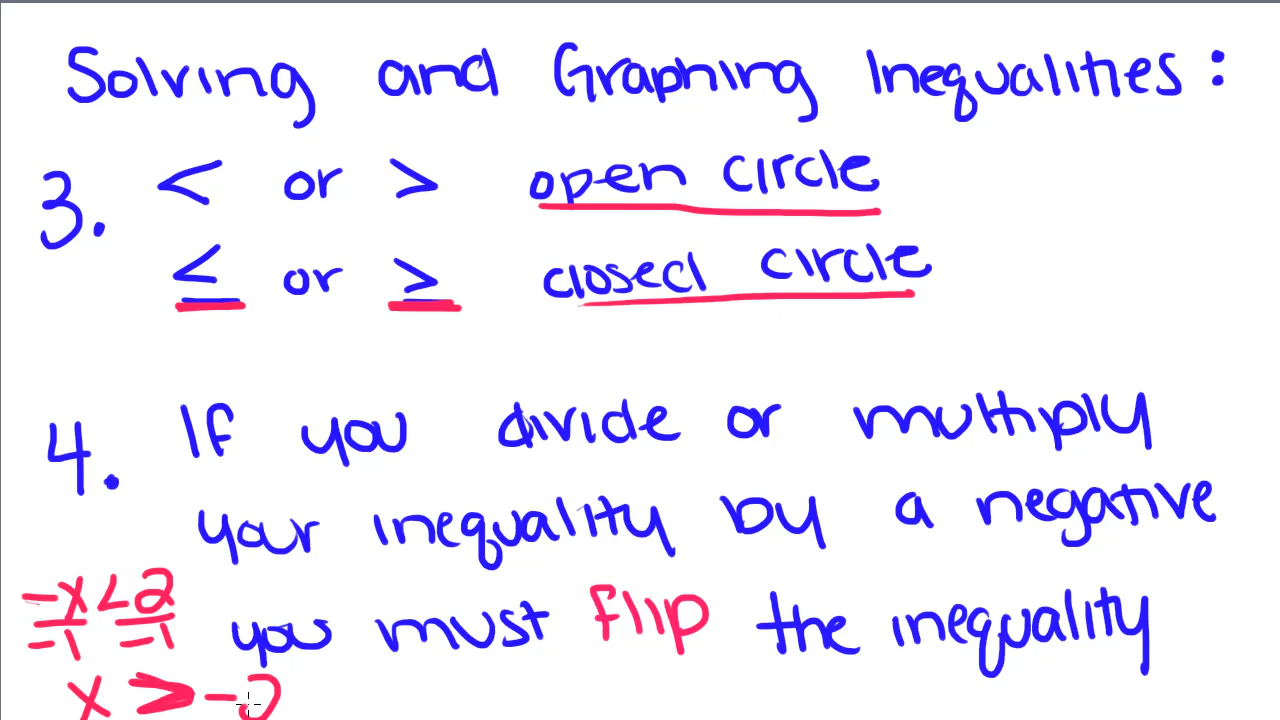 Solving and Graphing Inequalities:
3. < or > open circle
≤ or ≥ closed circle
4. If you divide or multiply
your inequality by a negative
you must flip the inequality
-x < 2
-1 -1
x > -2